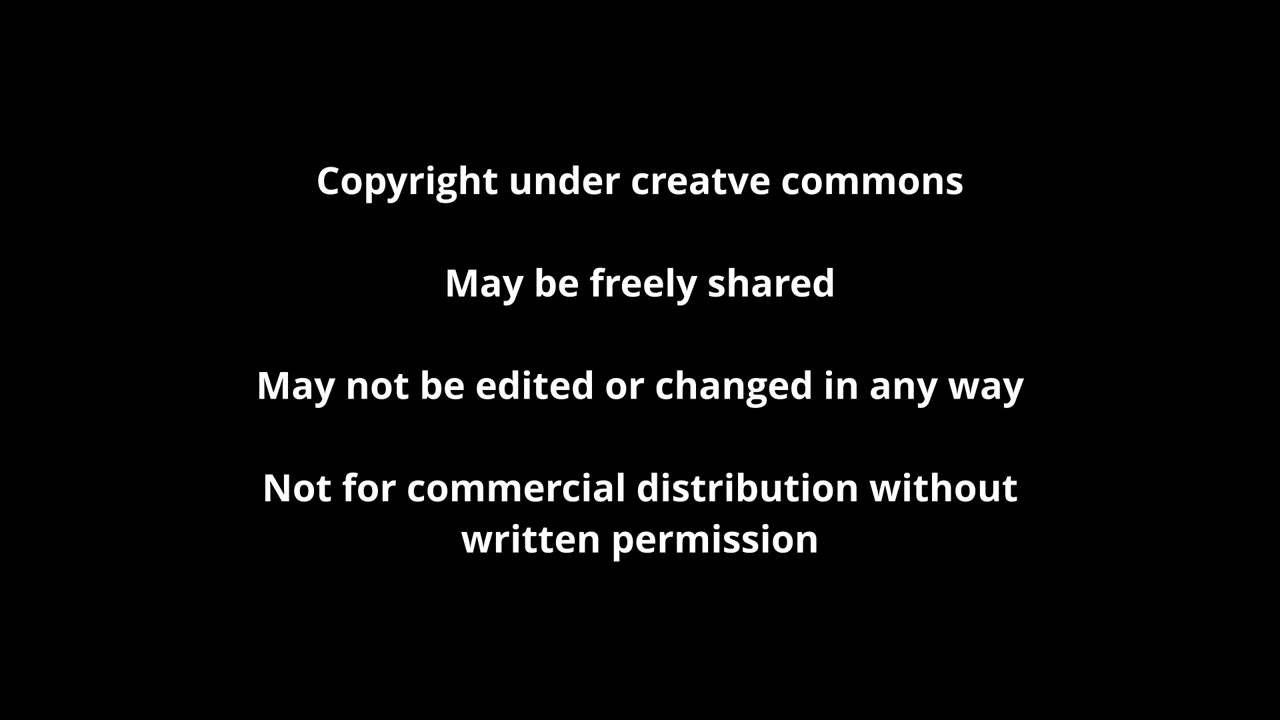 Copyright under creatve commons
May be freely shared
May not be edited or changed in any way
Not for commercial distribution without
written permission